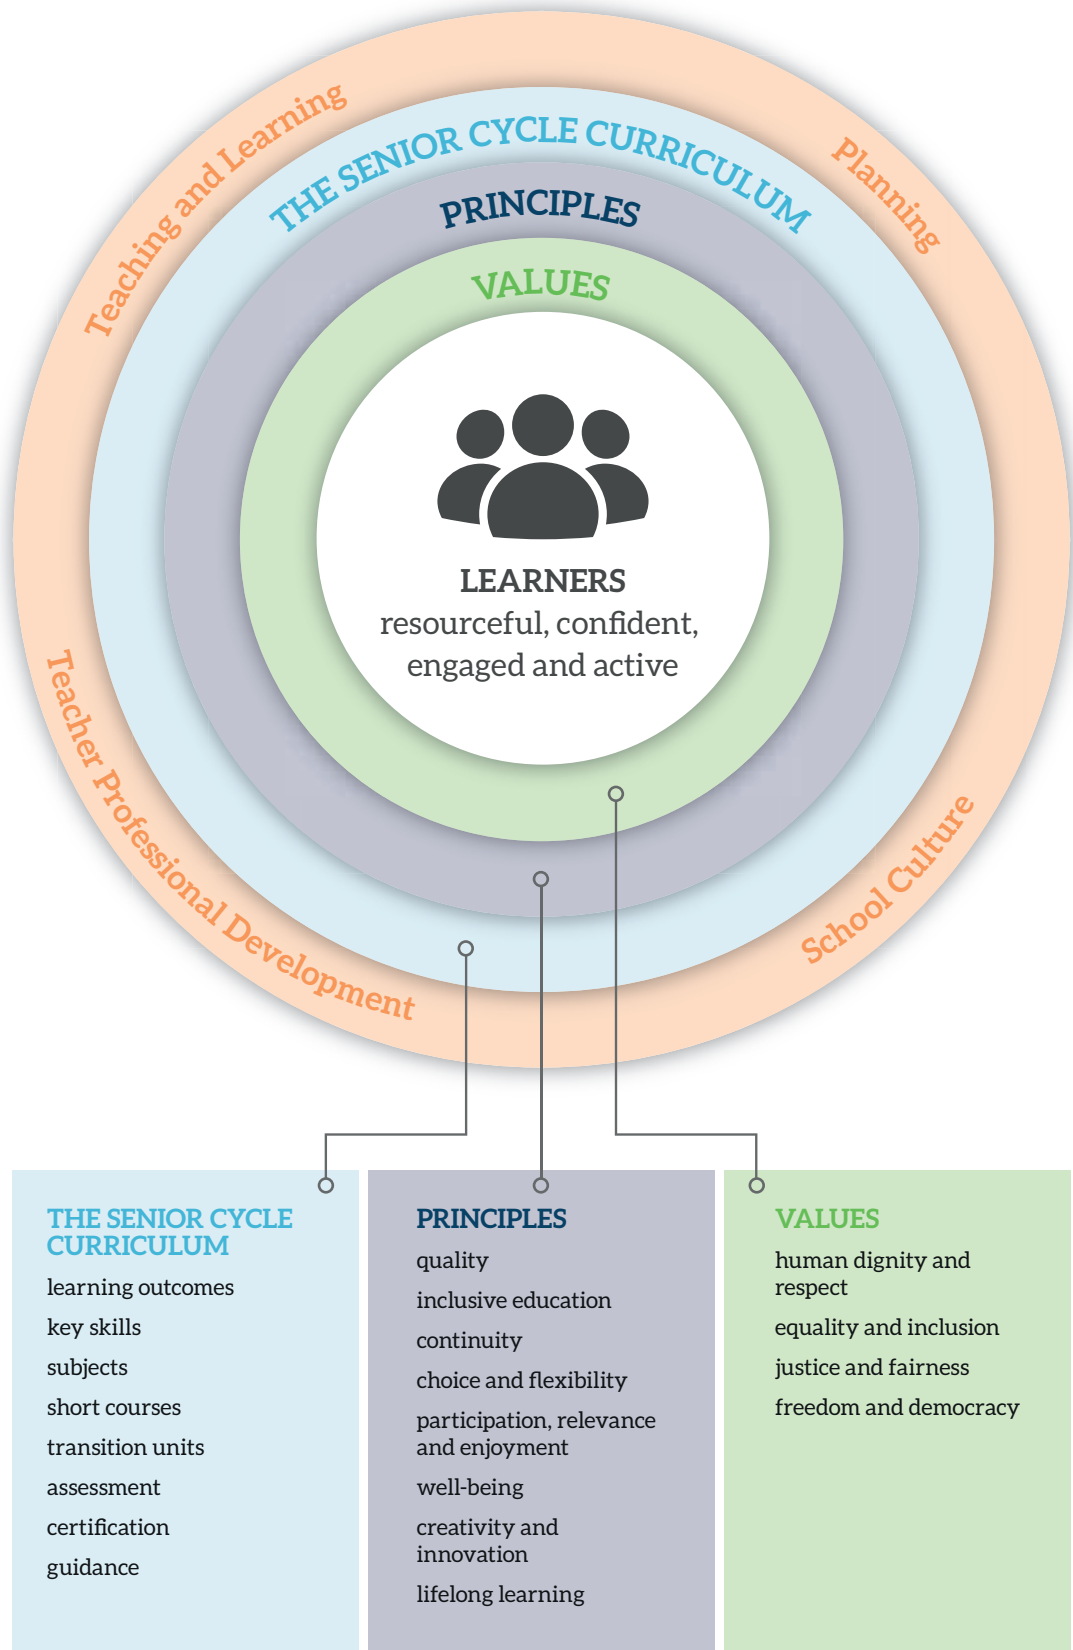 Teaching and Learning
Planning
THE SENIOR CYCLE CURRICULUM
PRINCIPLES
VALUES
LEARNERS
resourceful, confident,
engaged and active
Teacher Professional Development
School Culture
THE SENIOR CYCLE
CURRICULUM
learning outcomes
key skills
subjects
short courses
transition units
assessment
certification
guidance
PRINCIPLES
quality
inclusive education
continuity
choice and flexibility
participation, relevance
and enjoyment
well-being
creativity and
innovation
lifelong learning
VALUES
human dignity and
respect
equality and inclusion
justice and fairness
freedom and democracy